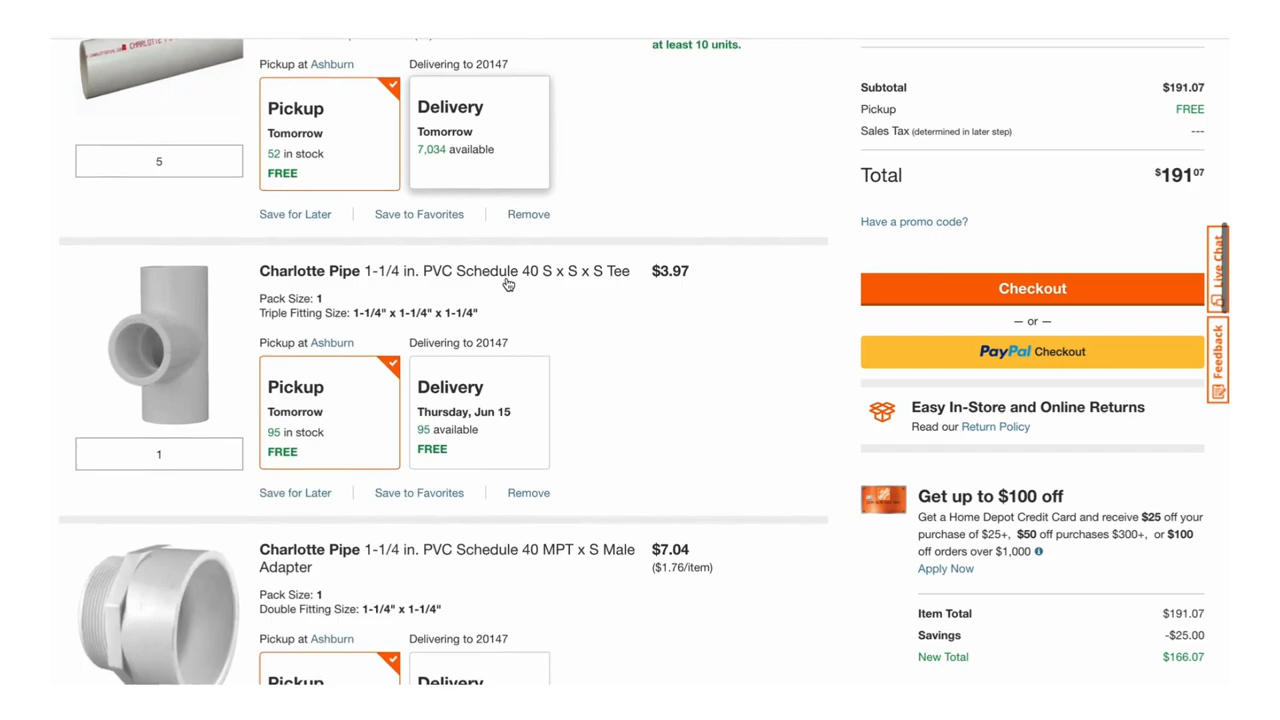 at least 10 units.
Pickup at Ashburn
Delivering to 20147
Pickup
Tomorrow
52 in stock
FREE
Delivery
Tomorrow
7,034 available
5
Save for Later
Save to Favorites
Remove
Charlotte Pipe 1-1/4 in. PVC Schedule 40 S x S x S Tee
$3.97
Pack Size: 1
Triple Fitting Size: 1-1/4" x 1-1/4" x 1-1/4"
Pickup at Ashburn
Delivering to 20147
Pickup
Tomorrow
95 in stock
FREE
Delivery
Thursday, Jun 15
95 available
FREE
1
Save for Later
Save to Favorites
Remove
Charlotte Pipe 1-1/4 in. PVC Schedule 40 MPT x S Male
Adapter
$7.04
($1.76/item)
Pack Size: 1
Double Fitting Size: 1-1/4" x 1-1/4"
Pickup at Ashburn
Delivering to 20147
Pickup
Delivery
Subtotal
$191.07
Pickup
FREE
Sales Tax (determined in later step)
---
Total
$19107
Have a promo code?
Checkout
— or —
PayPal Checkout
Easy In-Store and Online Returns
Read our Return Policy
Get up to $100 off
Get a Home Depot Credit Card and receive $25 off your
purchase of $25+, $50 off purchases $300+, or $100
off orders over $1,000
Apply Now
Item Total
$191.07
Savings
-$25.00
New Total
$166.07
Live Chat
Feedback